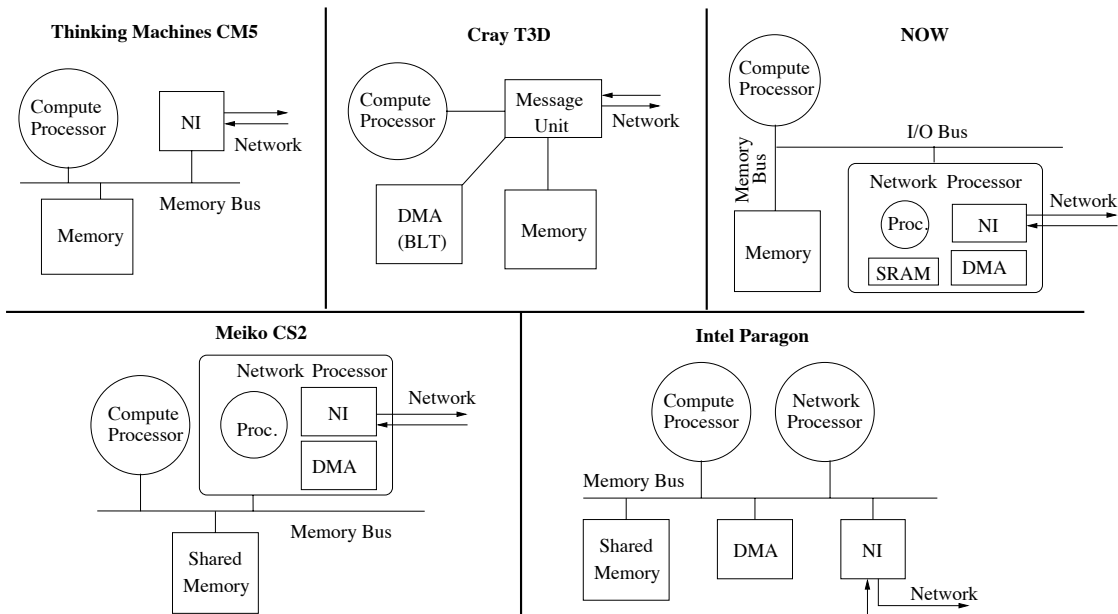 Thinking Machines CM5
Compute
Processor
NI
Network
Memory Bus
Memory
Cray T3D
Compute
Processor
Message
Unit
Network
DMA
(BLT)
Memory
NOW
Compute
Processor
I/O Bus
Memory
Bus
Network Processor
Proc.
NI
Network
SRAM
DMA
Memory
Meiko CS2
Network Processor
Compute
Processor
Proc.
NI
Network
DMA
Memory Bus
Shared
Memory
Intel Paragon
Compute
Processor
Network
Processor
Memory Bus
Shared
Memory
DMA
NI
Network